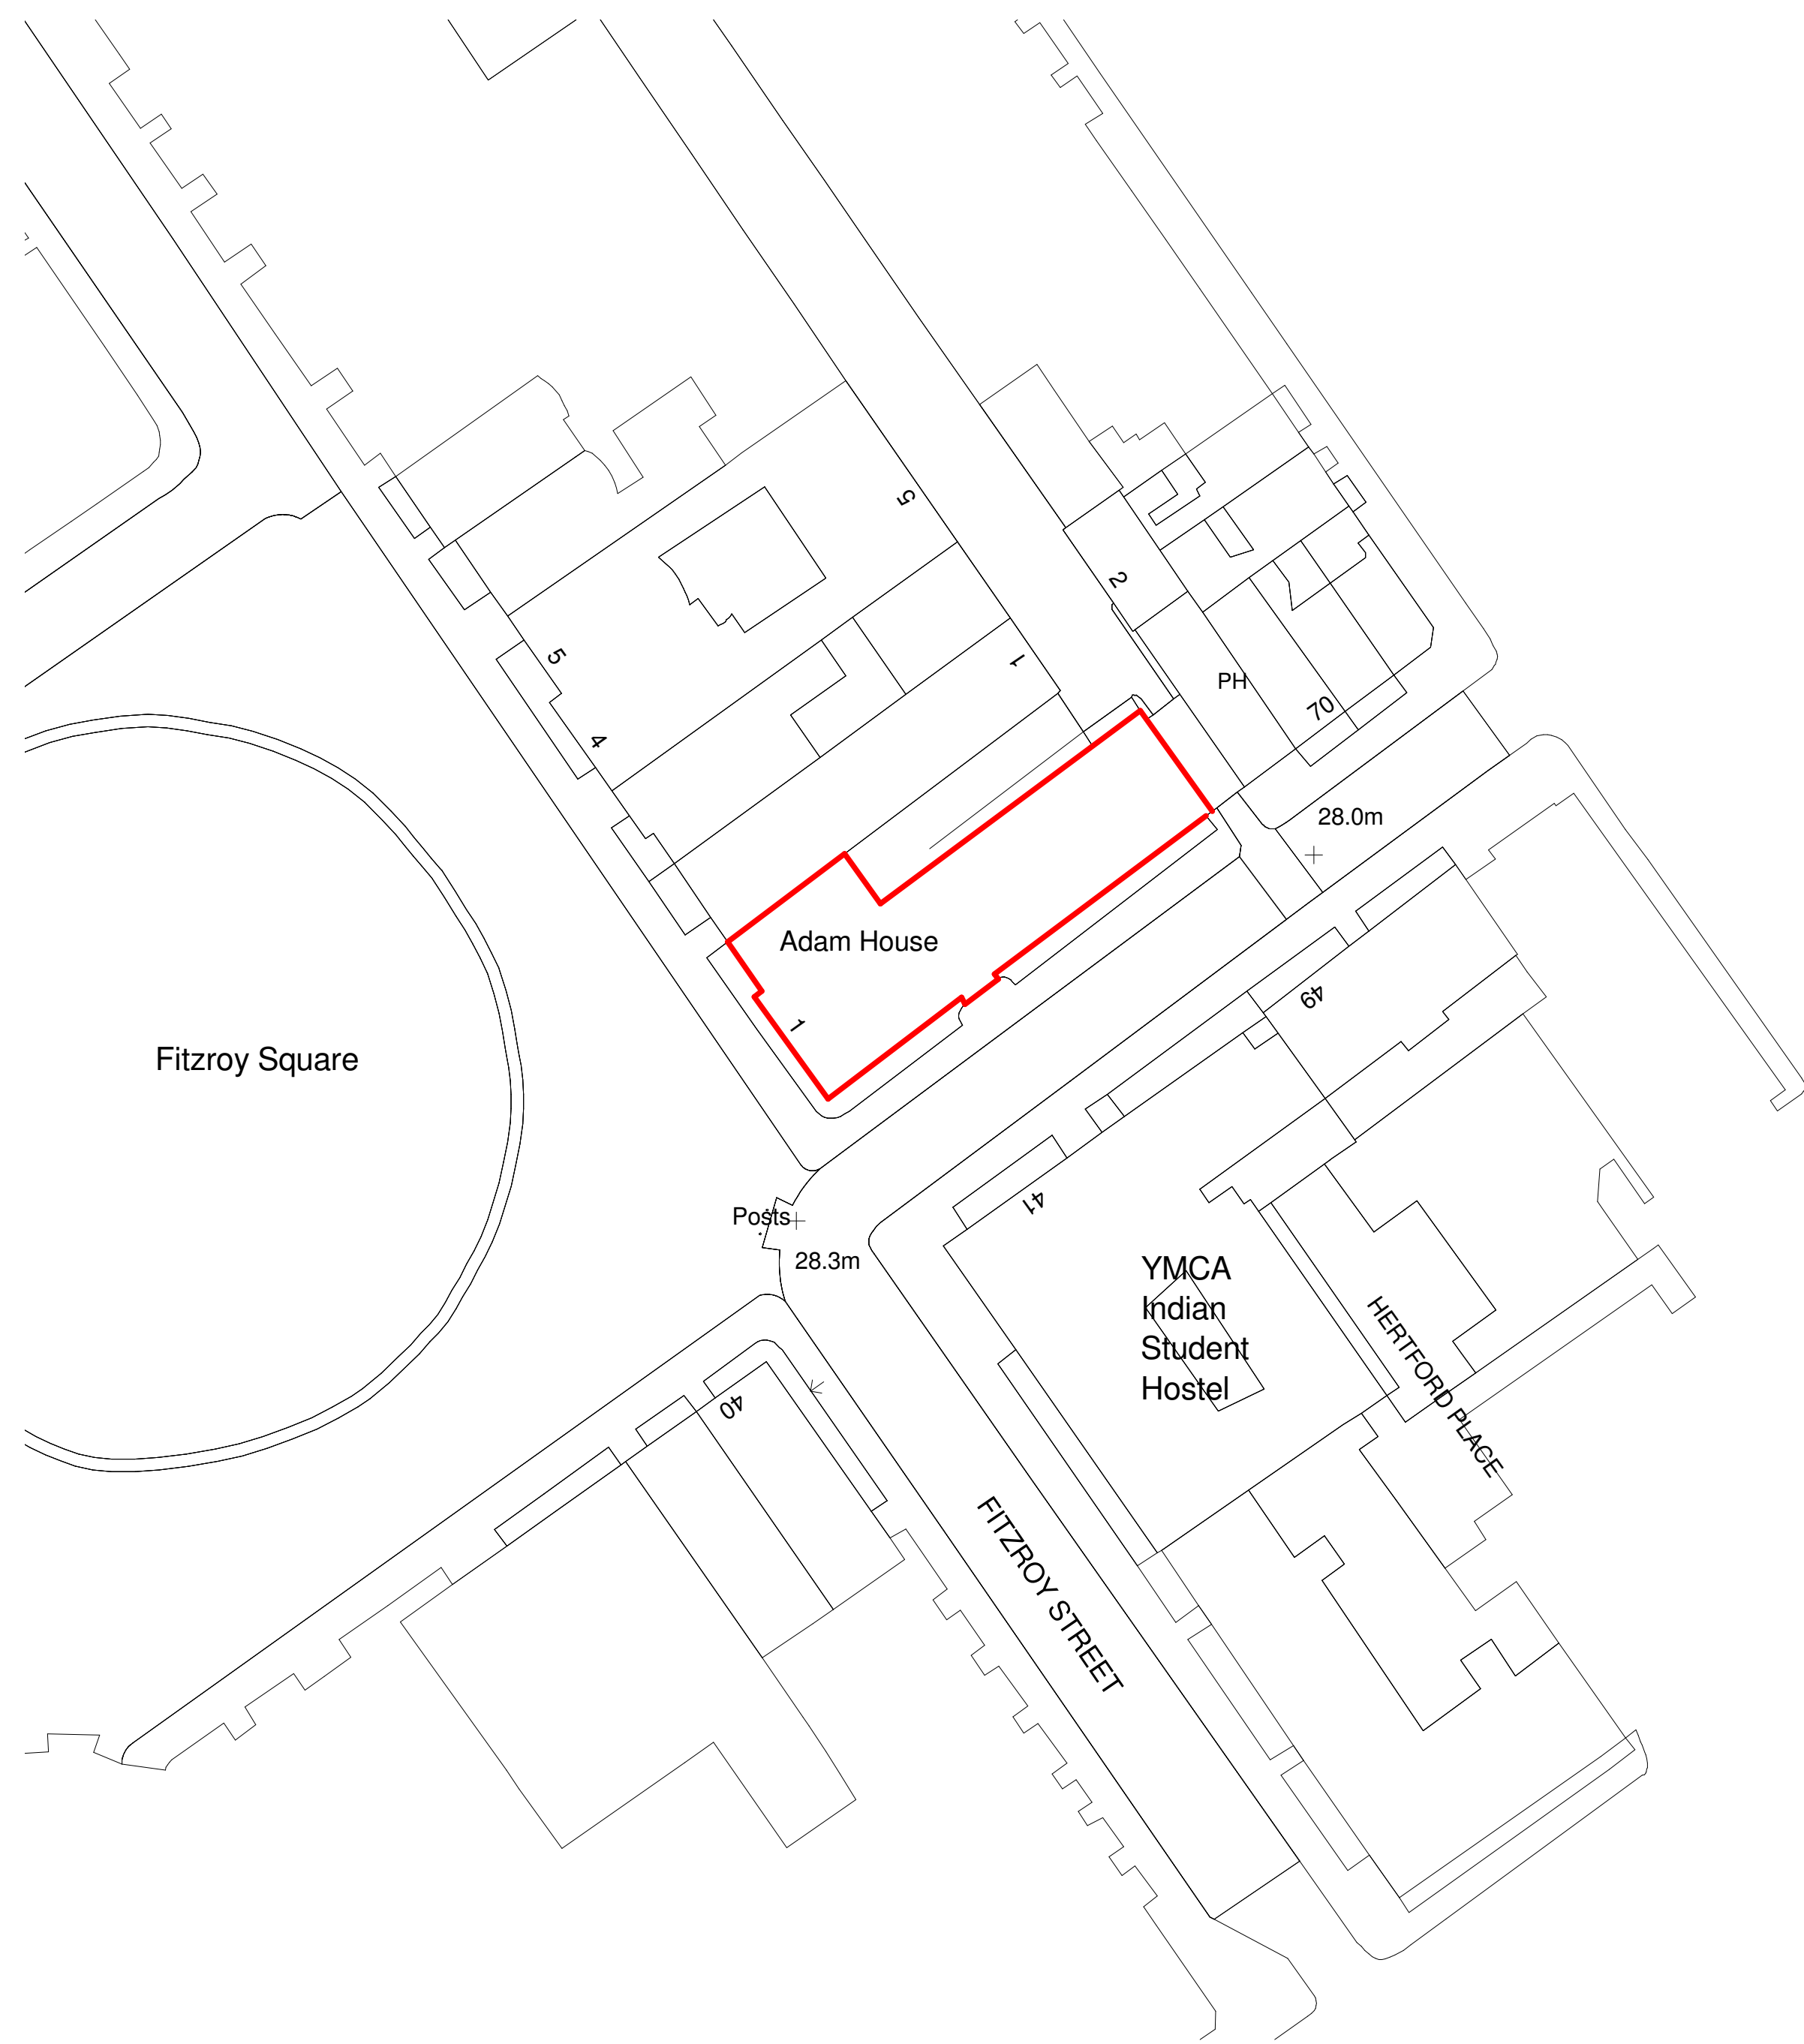 5
2
5
1
PH
70
4
28.0m
Adam House
49
1
Fitzroy Square
41
Posts
28.3m
YMCA
Indian
Student
Hostel
HERTFORD PLACE
40
FITZROY STREET